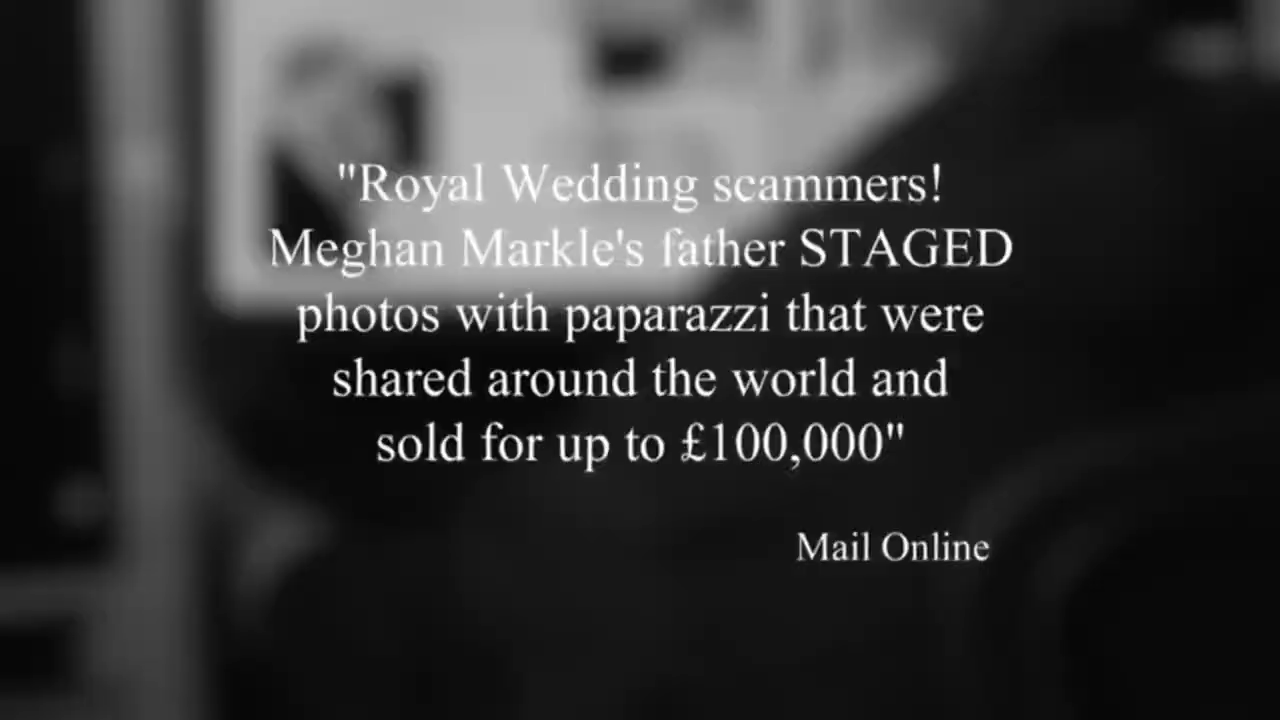 "Royal Wedding scammers!
Meghan Markle's father STAGED
photos with paparazzi that were
shared around the world and
sold for up to £100,000"
Mail Online